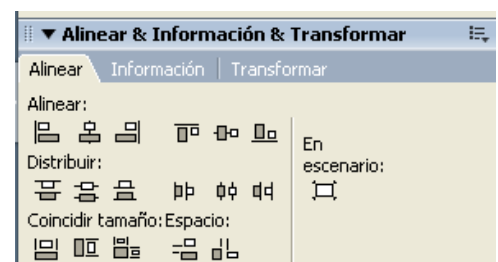 Alinear & Información & Transformar
Alinear Información Transformar
Alinear:
En
escenario:
Distribuir:
Coincidir tamaño: Espacio: